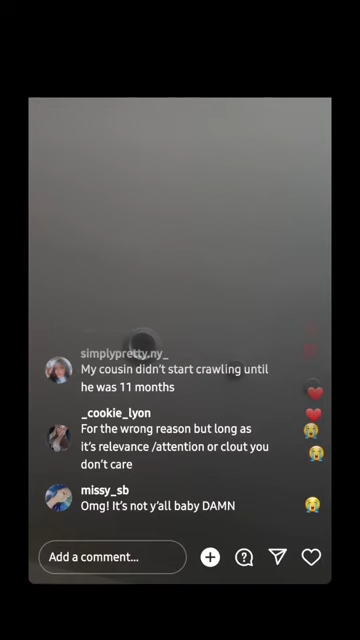 simplypretty.ny_
My cousin didn't start crawling until
he was 11 months
_cookie_lyon
For the wrong reason but long as
it's relevance /attention or clout you
don't care
missy_sb
Omg! It's not y'all baby DAMN
Add a comment...